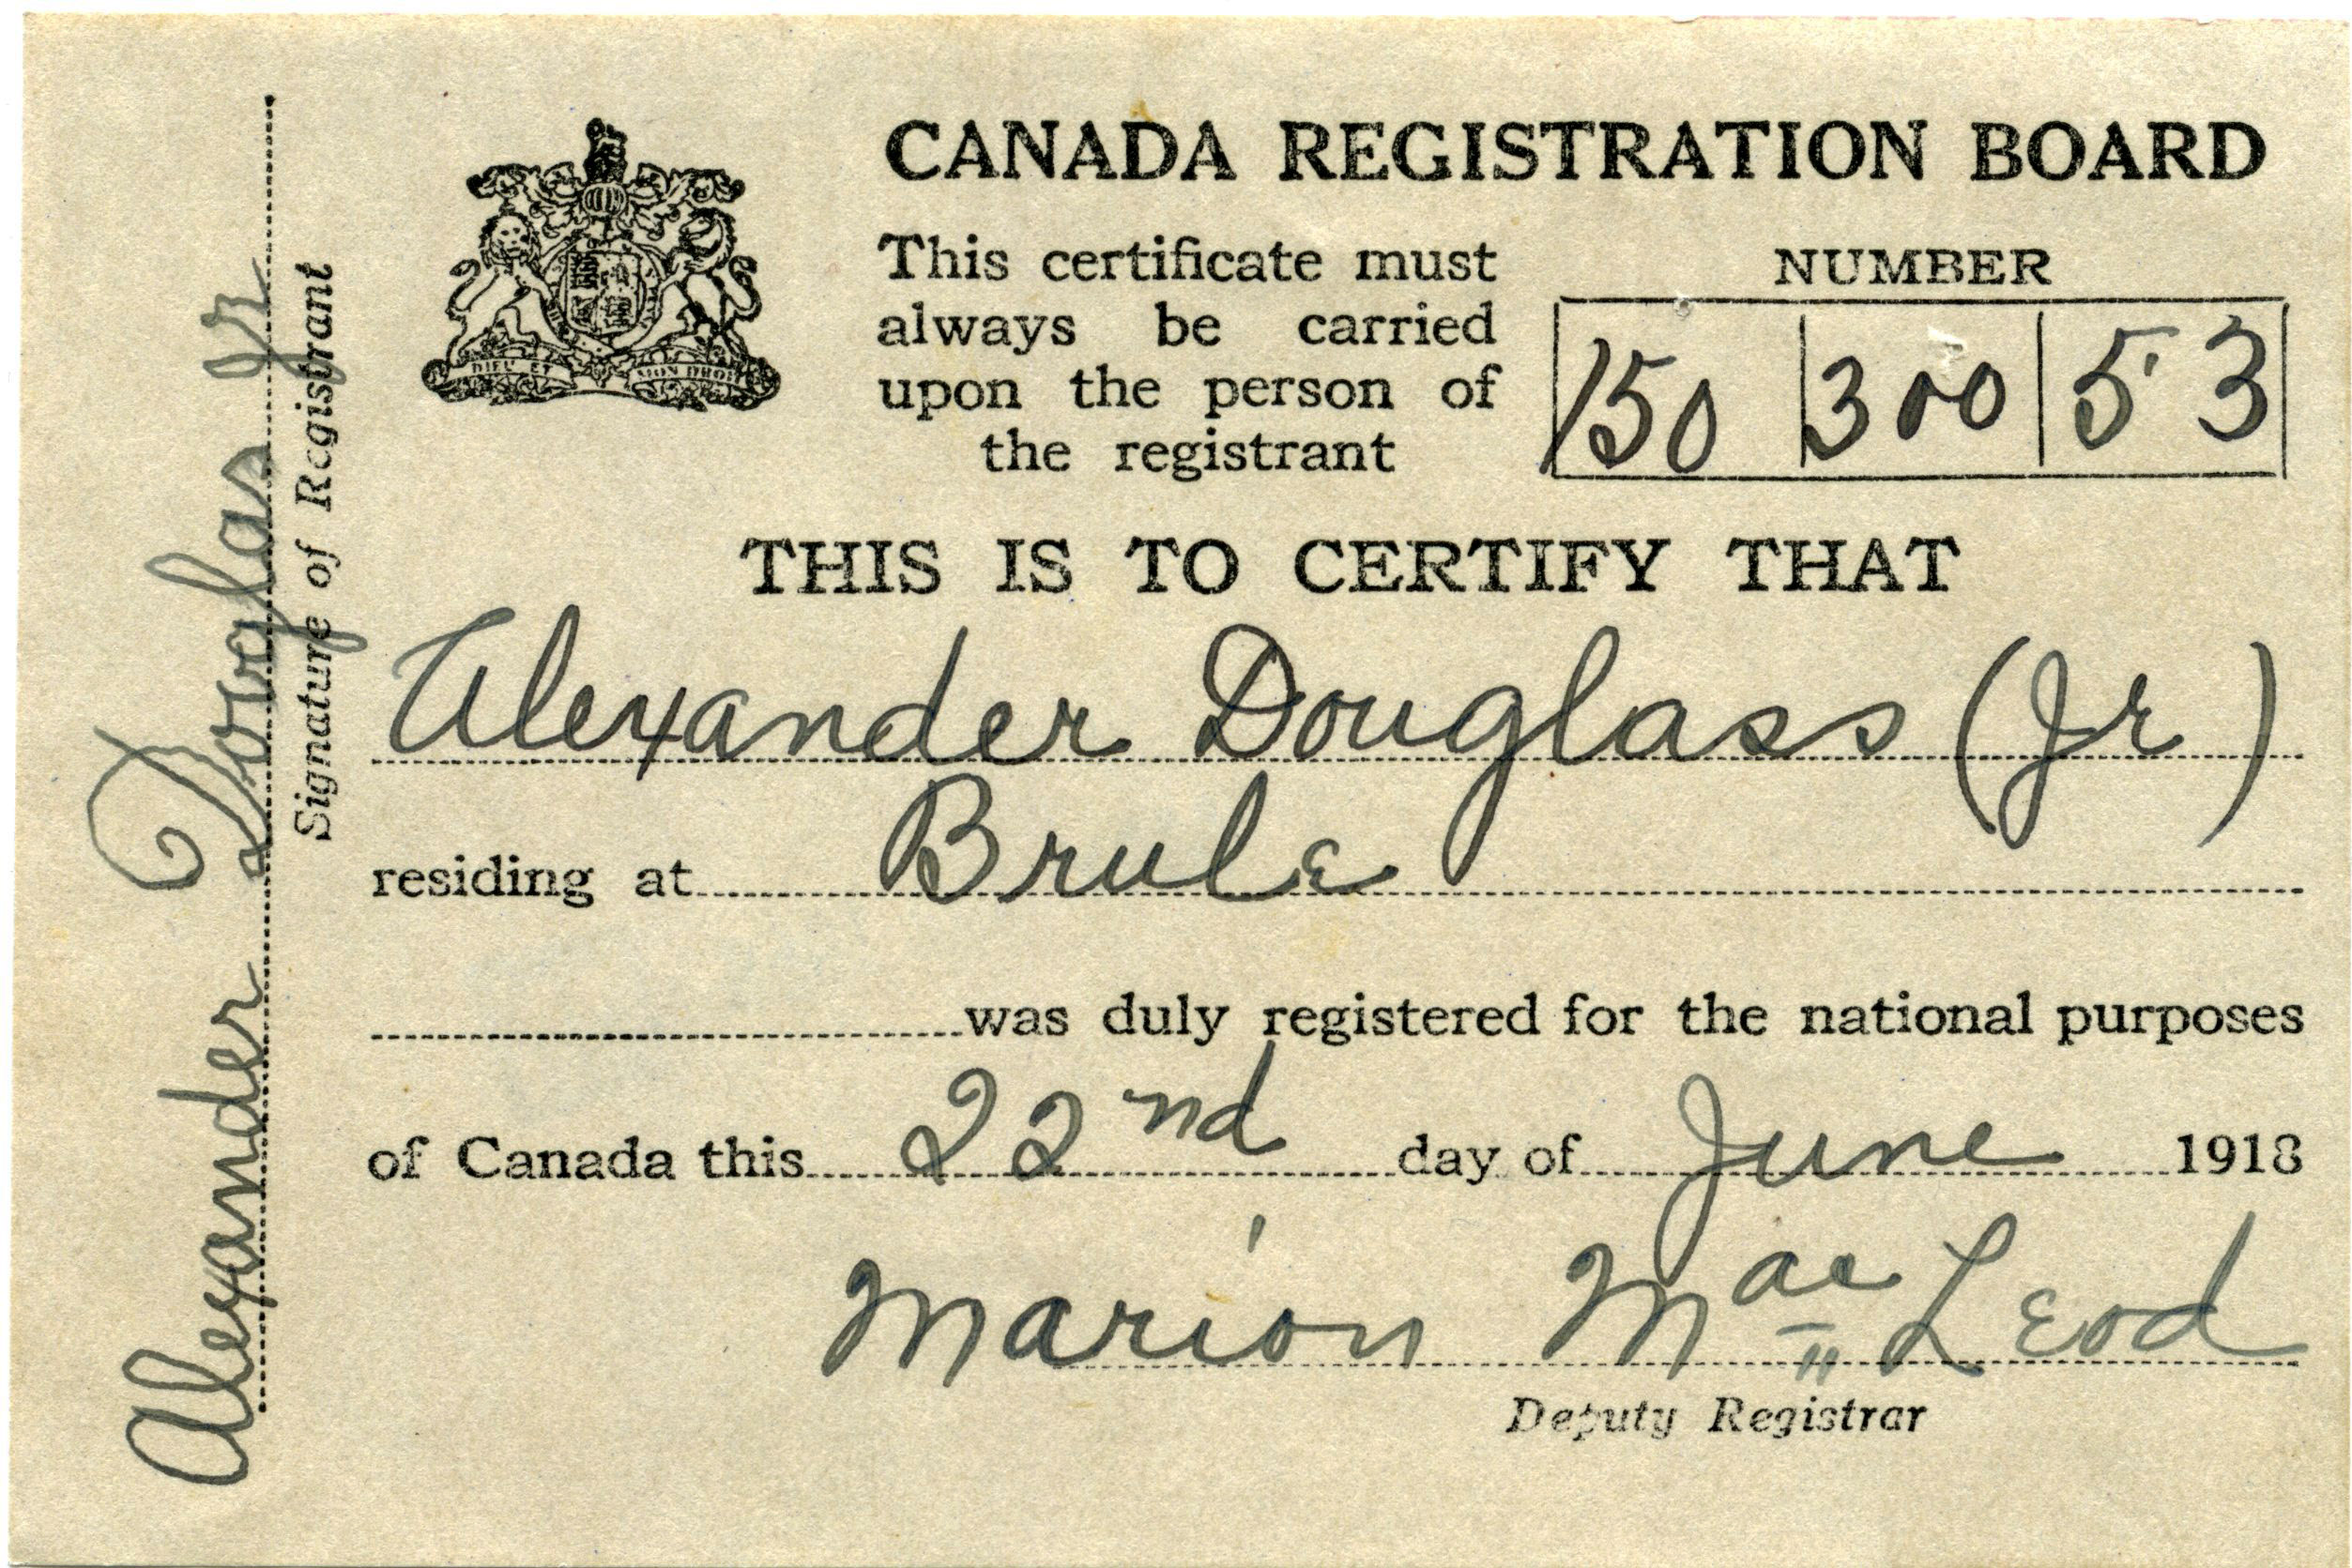 CANADA REGISTRATION BOARD
This certificate must
always be carried
upon the person of
the registrant
NUMBER
150 300 53
DIEU ET MON DROIT
THIS IS TO CERTIFY THAT
Alexander Douglass (Jr)
residing at Brule
was duly registered for the national purposes
of Canada this 22nd day of June 1918
Marion MacLeod
Deputy Registrar
Alexander Douglas Jr
Signature of Registrant